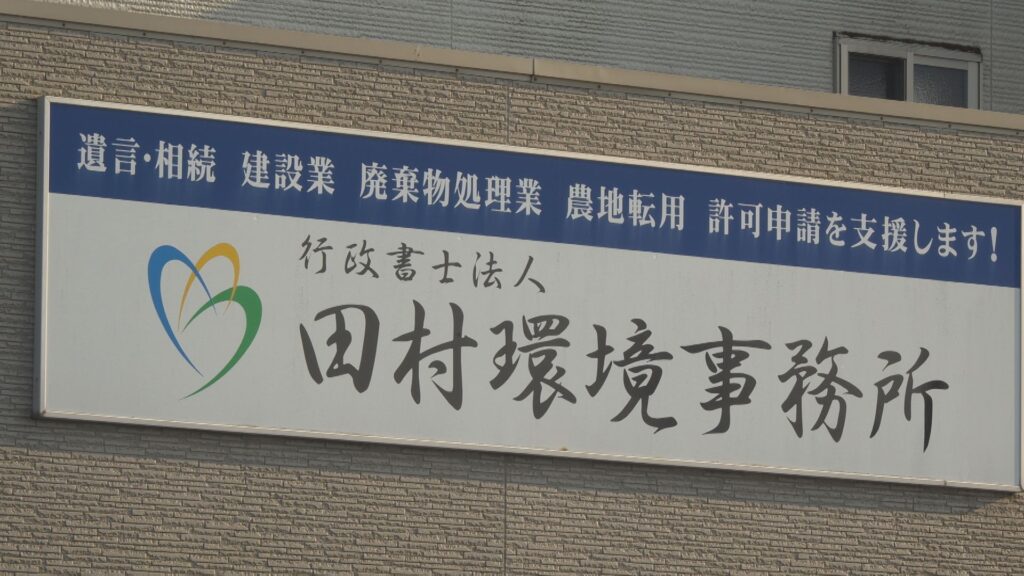 遺言・相続 建設業 廃棄物処理業 農地転用 許可申請を支援します!
行政書士法人
田村環境事務所